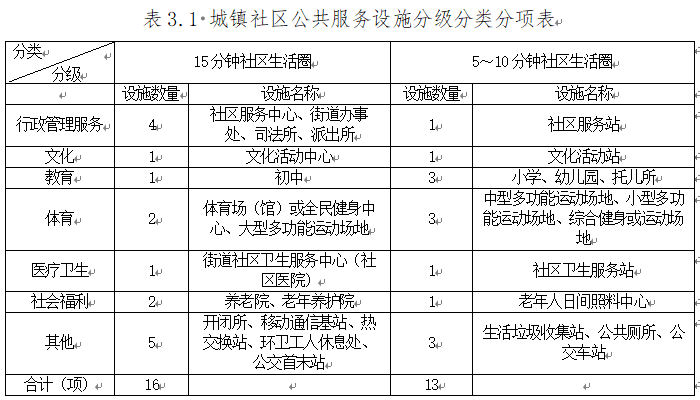 表 3.1 城镇社区公共服务设施分级分类分项表
分类
分级
15 分钟社区生活圈
5～10 分钟社区生活圈
设施数量
设施名称
设施数量
设施名称
行政管理服务
4
社区服务中心、街道办事
处、司法所、派出所
1
社区服务站
文化
1
文化活动中心
1
文化活动站
教育
1
初中
3
小学、幼儿园、托儿所
体育
2
体育场（馆）或全民健身中
心、大型多功能运动场地
3
中型多功能运动场地、小型多功
能运动场地、综合健身或运动场
地
医疗卫生
1
街道社区卫生服务中心（社
区医院）
1
社区卫生服务站
社会福利
2
养老院、老年养护院
1
老年人日间照料中心
其他
5
开闭所、移动通信基站、热
交换站、环卫工人休息处、
公交首末站
3
生活垃圾收集站、公共厕所、公
交车站
合计（项）
16
13